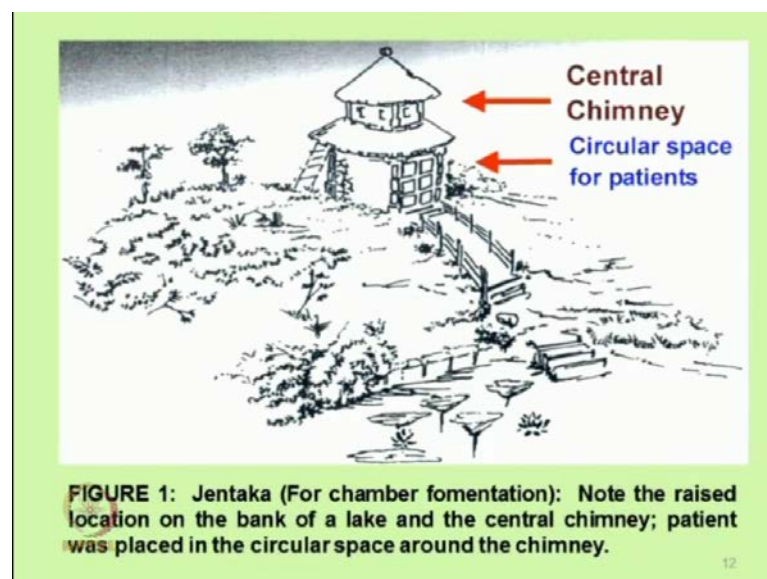 Central
Chimney
Circular space
for patients
FIGURE 1: Jentaka (For chamber fomentation): Note the raised
location on the bank of a lake and the central chimney; patient
was placed in the circular space around the chimney.
12